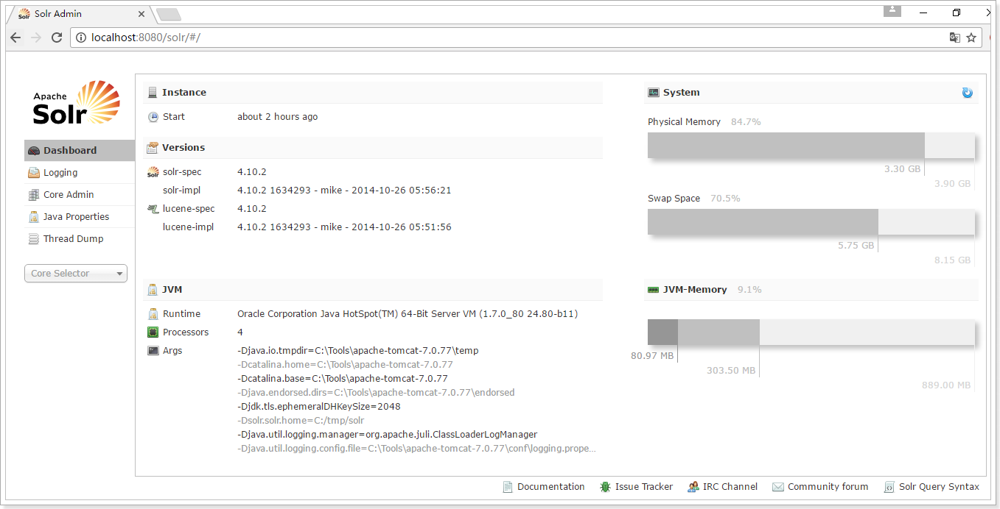 Solr Admin
localhost:8080/solr/#/
Apache
Solr
Dashboard
Logging
Core Admin
Java Properties
Thread Dump
Core Selector
Instance
Start about 2 hours ago
Versions
solr-spec 4.10.2
solr-impl 4.10.2 1634293 - mike - 2014-10-26 05:56:21
lucene-spec 4.10.2
lucene-impl 4.10.2 1634293 - mike - 2014-10-26 05:51:56
System
Physical Memory 84.7%
3.30 GB
3.90 GB
Swap Space 70.5%
5.75 GB
8.15 GB
JVM
Runtime Oracle Corporation Java HotSpot(TM) 64-Bit Server VM (1.7.0_80 24.80-b11)
Processors 4
Args -Djava.io.tmpdir=C:\Tools\apache-tomcat-7.0.77\temp
-Dcatalina.home=C:\Tools\apache-tomcat-7.0.77
-Dcatalina.base=C:\Tools\apache-tomcat-7.0.77
-Djava.endorsed.dirs=C:\Tools\apache-tomcat-7.0.77\endorsed
-Djdk.tls.ephemeralDHKeySize=2048
-Dsolr.solr.home=C:/tmp/solr
-Djava.util.logging.manager=org.apache.juli.ClassLoaderLogManager
-Djava.util.logging.config.file=C:\Tools\apache-tomcat-7.0.77\conf\logging.prope...
JVM-Memory 9.1%
80.97 MB
303.50 MB
889.00 MB
Documentation Issue Tracker IRC Channel Community forum Solr Query Syntax